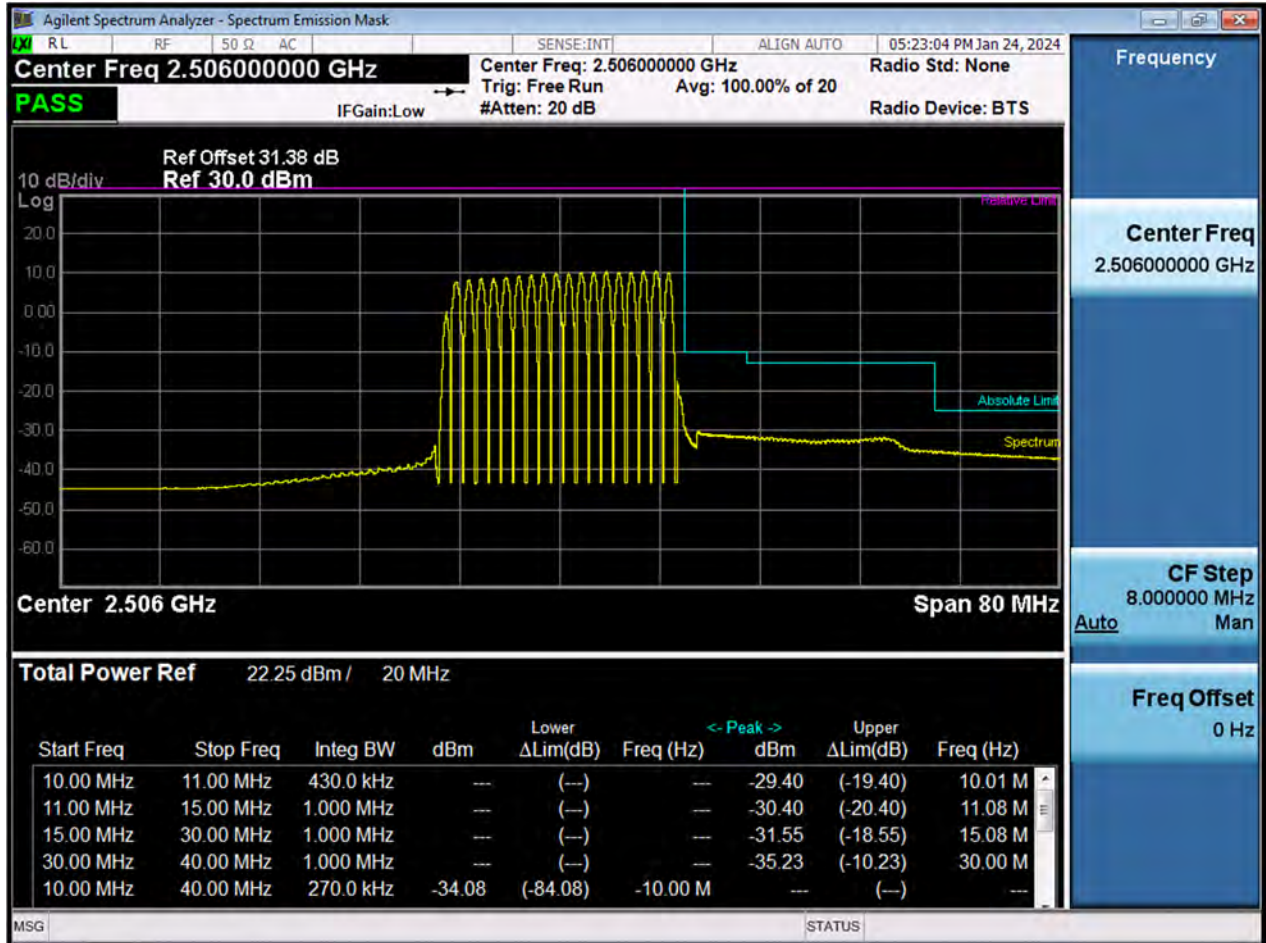 Agilent Spectrum Analyzer - Spectrum Emission Mask
LXI RL RF 50 Ω AC SENSE:INT ALIGN AUTO 05:23:04 PM Jan 24, 2024
Center Freq 2.506000000 GHz
Center Freq: 2.506000000 GHz
Radio Std: None
Trig: Free Run
Avg: 100.00% of 20
PASS
IFGain:Low
#Atten: 20 dB
Radio Device: BTS
Ref Offset 31.38 dB
10 dB/div Ref 30.0 dBm
Log
Relative Limit
20.0
10.0
0.00
-10.0
-20.0
Absolute Limit
-30.0
Spectrum
-40.0
-50.0
-60.0
Center 2.506 GHz
Span 80 MHz
Total Power Ref 22.25 dBm / 20 MHz
Lower <- Peak -> Upper
Start Freq Stop Freq Integ BW dBm ΔLim(dB) Freq (Hz) dBm ΔLim(dB) Freq (Hz)
10.00 MHz 11.00 MHz 430.0 kHz --- (---) --- -29.40 (-19.40) 10.01 M
11.00 MHz 15.00 MHz 1.000 MHz --- (---) --- -30.40 (-20.40) 11.08 M
15.00 MHz 30.00 MHz 1.000 MHz --- (---) --- -31.55 (-18.55) 15.08 M
30.00 MHz 40.00 MHz 1.000 MHz --- (---) --- -35.23 (-10.23) 30.00 M
10.00 MHz 40.00 MHz 270.0 kHz -34.08 (-84.08) -10.00 M --- (---) ---
MSG
STATUS
Frequency
Center Freq
2.506000000 GHz
CF Step
8.000000 MHz
Auto Man
Freq Offset
0 Hz